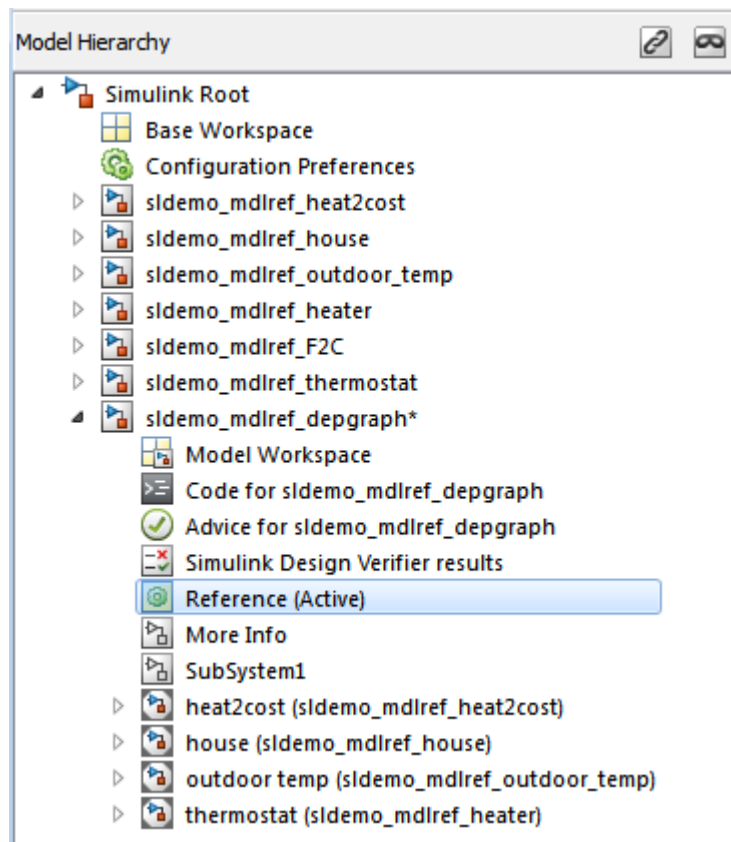 Model Hierarchy
Simulink Root
Base Workspace
Configuration Preferences
sldemo_mdlref_heat2cost
sldemo_mdlref_house
sldemo_mdlref_outdoor_temp
sldemo_mdlref_heater
sldemo_mdlref_F2C
sldemo_mdlref_thermostat
sldemo_mdlref_depgraph*
Model Workspace
Code for sldemo_mdlref_depgraph
Advice for sldemo_mdlref_depgraph
Simulink Design Verifier results
Reference (Active)
More Info
SubSystem1
heat2cost (sldemo_mdlref_heat2cost)
house (sldemo_mdlref_house)
outdoor temp (sldemo_mdlref_outdoor_temp)
thermostat (sldemo_mdlref_heater)